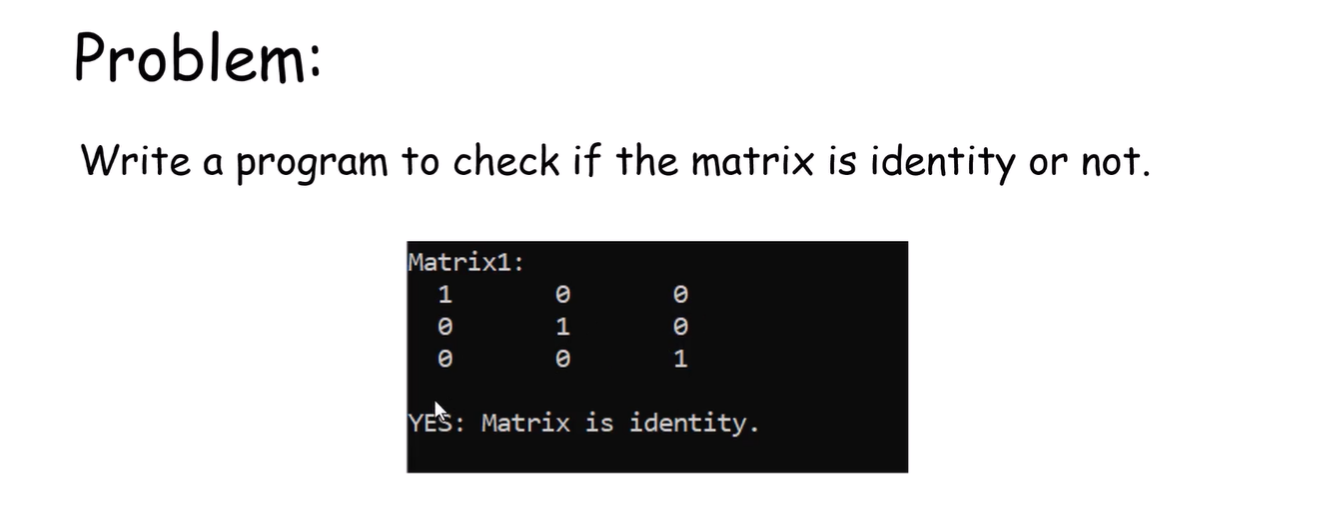 Problem:
Write a program to check if the matrix is identity or not.
Matrix1:
1 0 0
0 1 0
0 0 1
YES: Matrix is identity.